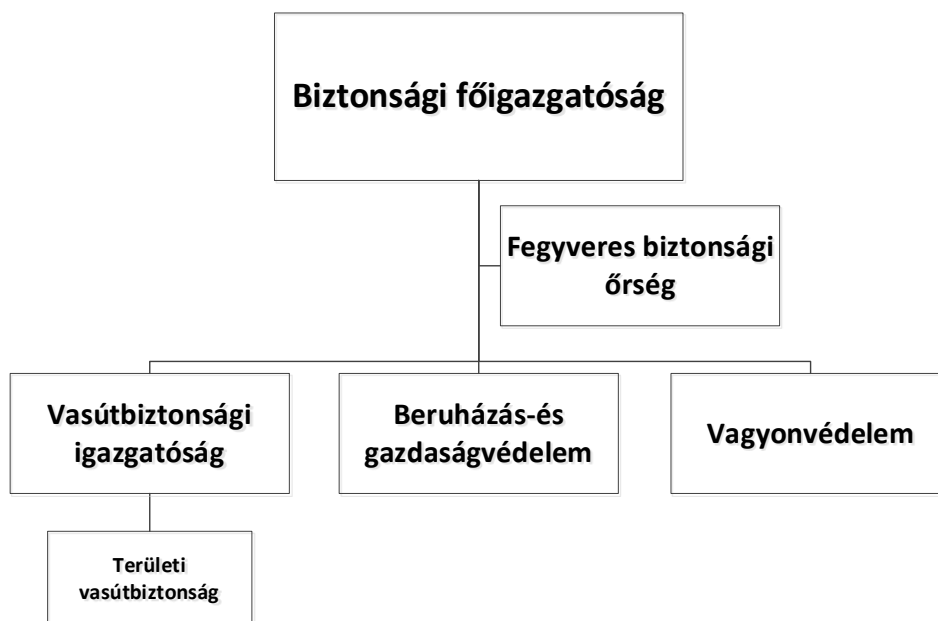 Biztonsági főigazgatóság
Fegyveres biztonsági
őrség
Vasútbiztonsági
igazgatóság
Beruházás-és
gazdaságvédelem
Vagyonvédelem
Területi
vasútbiztonság